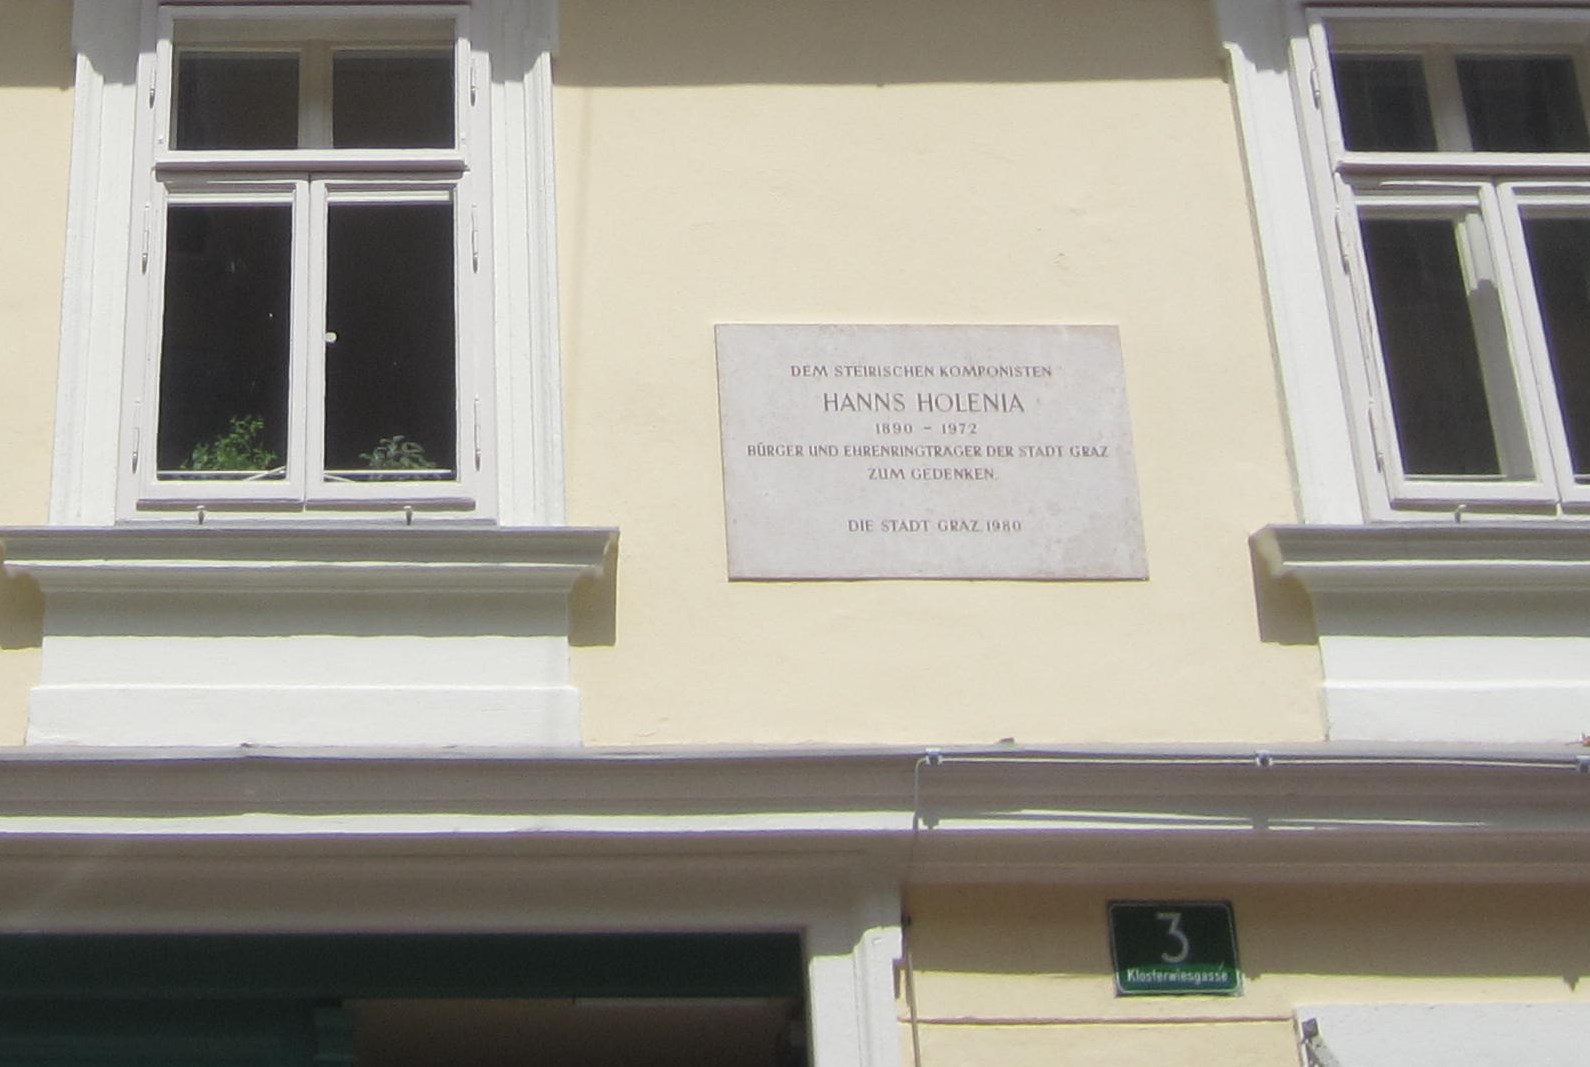 DEM STEIRISCHEN KOMPONISTEN
HANNS HOLENIA
1890 – 1972
BÜRGER UND EHRENRINGTRÄGER DER STADT GRAZ
ZUM GEDENKEN.
DIE STADT GRAZ 1980
3
Klosterwiesgasse